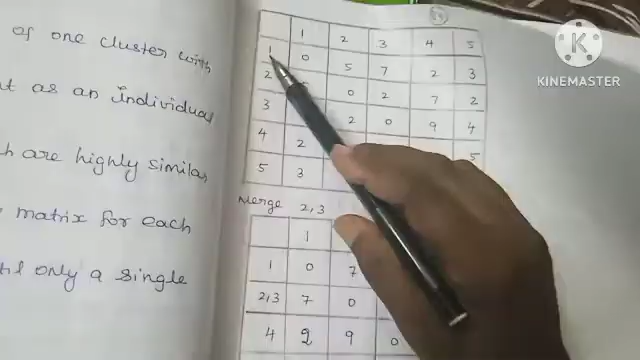 of one cluster with
as an individual
are highly similar
matrix for each
only a single
1 2 3 4 5
1 0 5 7 2 3
2 0 2 7 2
3 2 0 9 4
4 2 5
5 3
Merge 2,3
1
1 0 7
2,3 7 0
4 2 9 0
KINEMASTER